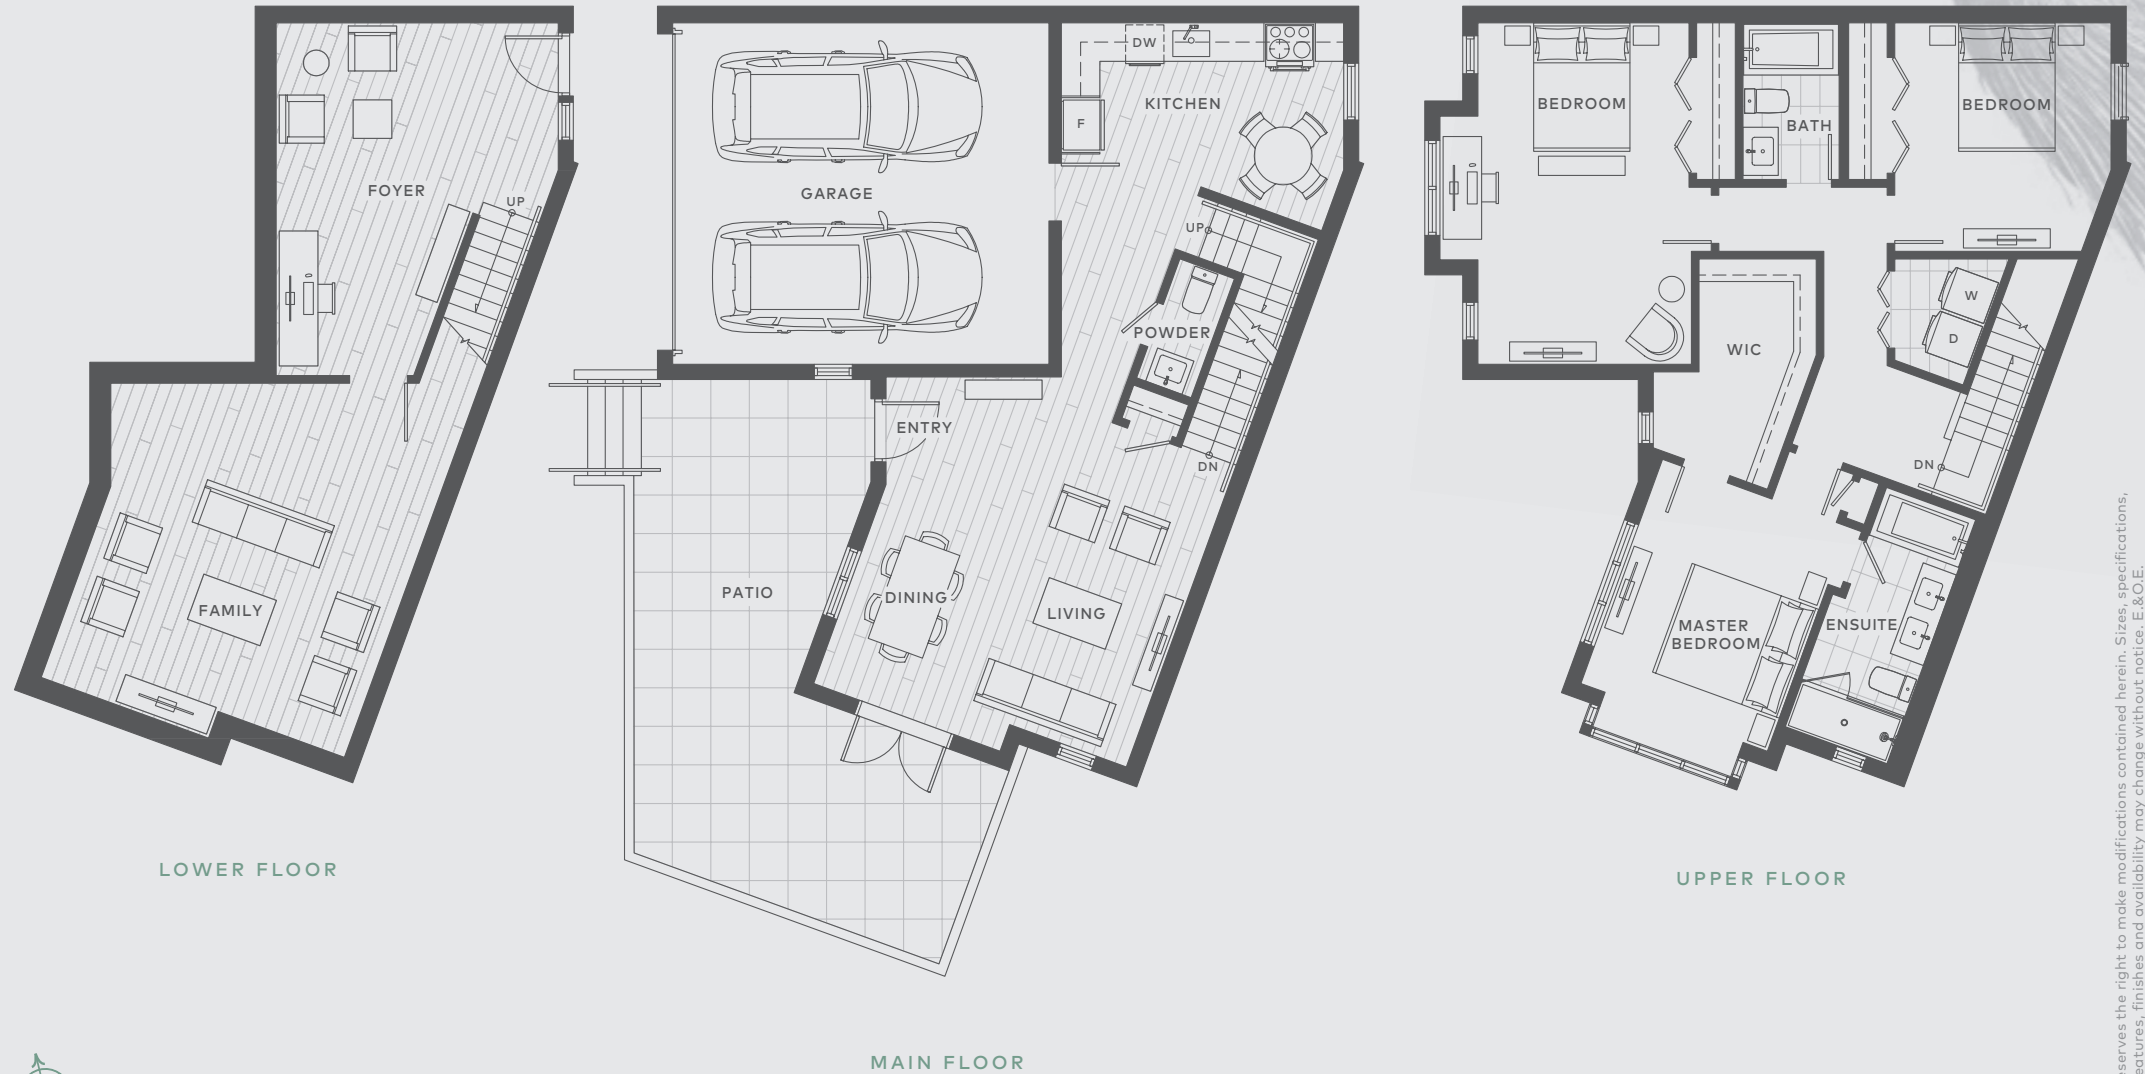 FOYER
UP
FAMILY
LOWER FLOOR
DW
KITCHEN
F
GARAGE
UP
POWDER
ENTRY
DN
PATIO
DINING
LIVING
MAIN FLOOR
BEDROOM
BATH
BEDROOM
W
D
WIC
DN
MASTER
BEDROOM
ENSUITE
UPPER FLOOR
the right to make modifications contained herein. Sizes, specifications,
finishes and availability may change without notice. E.&O.E.